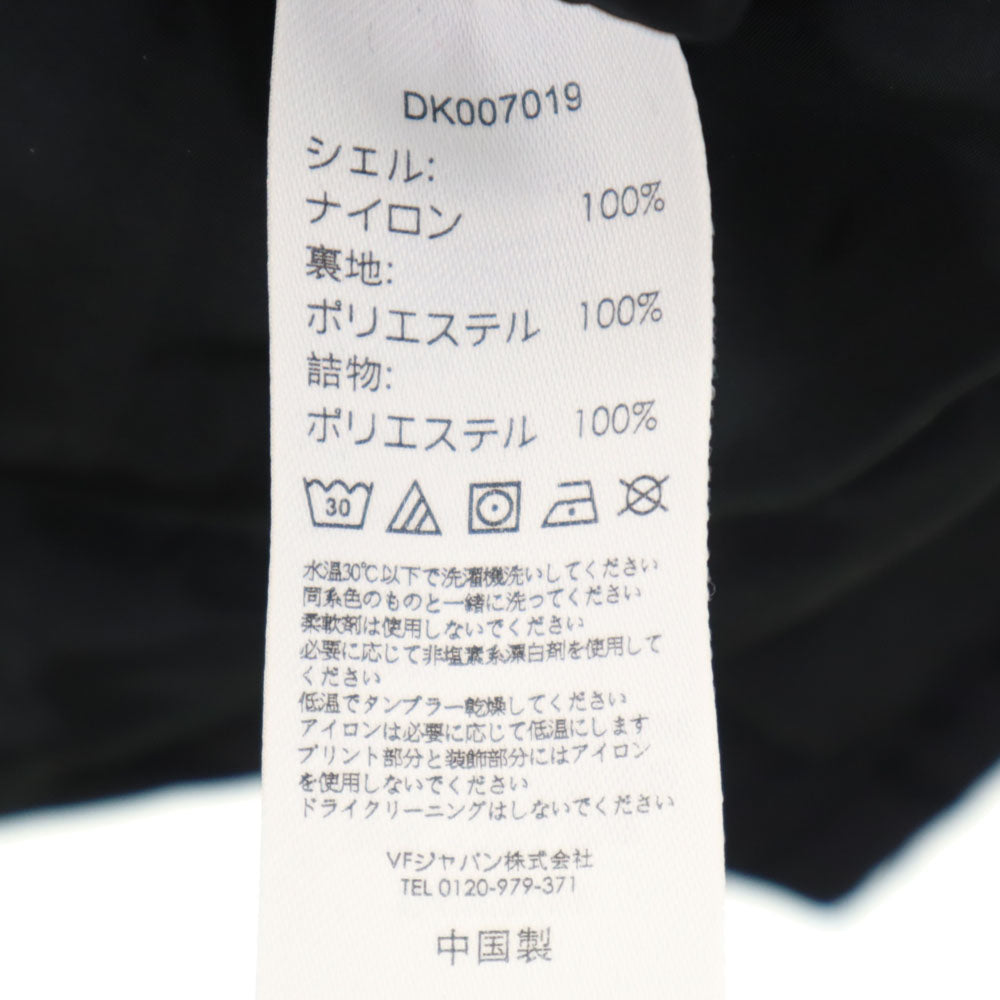 DK007019
シエル:
ナイロン 100%
裏地:
ポリエステル 100%
詰物:
ポリエステル 100%
30
水温30℃以下で洗濯機洗いしてください
同系色のものと一緒に洗ってください
柔軟剤は使用しないでください
必要に応じて非塩素系漂白剤を使用して
ください
低温でタンブラー乾燥してください
アイロンは必要に応じて低温にします
プリント部分と装飾部分にはアイロン
を使用しないでください
ドライクリーニングはしないでください
VFジャパン株式会社
TEL 0120-979-371
中国製